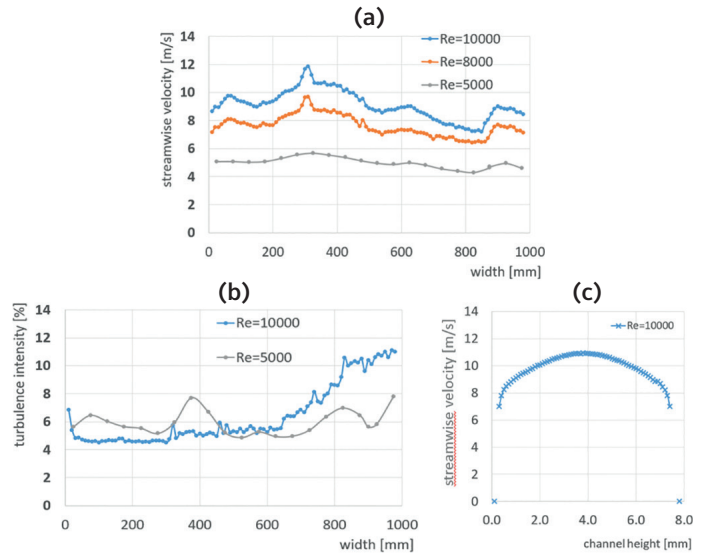 (a)
streamwise velocity [m/s]
14
12
10
8
6
4
2
0
0 200 400 600 800 1000
width [mm]
Re=10000
Re=8000
Re=5000
(b)
turbulence intensity [%]
14
12
10
8
6
4
2
0
0 200 400 600 800 1000
width [mm]
Re=10000
Re=5000
(c)
streamwise velocity [m/s]
14
12
10
8
6
4
2
0
0.0 2.0 4.0 6.0 8.0
channel height [mm]
Re=10000